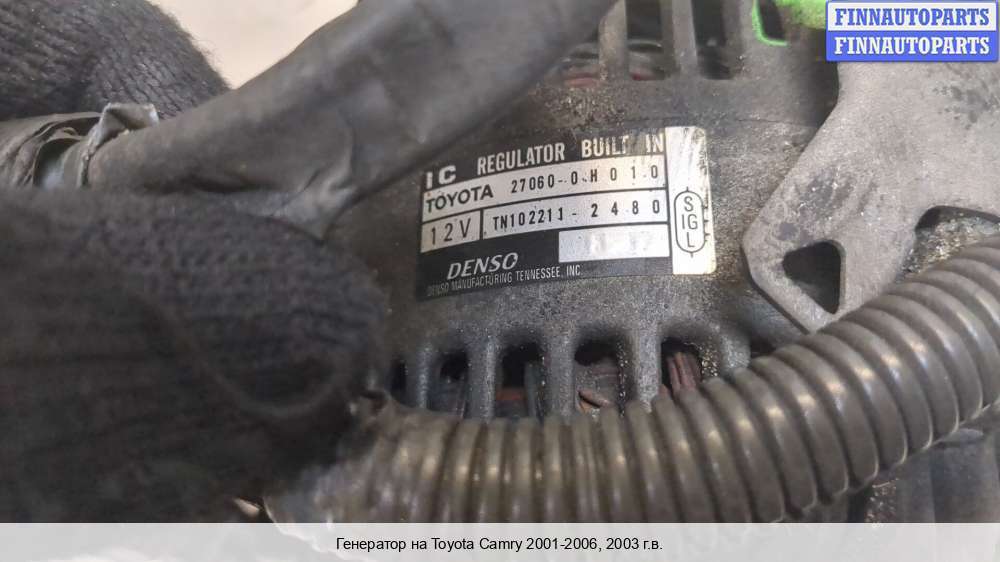 FINNAUTOPARTS
FINNAUTOPARTS
IC REGULATOR BUILT IN
TOYOTA 27060-0H010
12V TN102211-2480
SIGL
DENSO
DENSO MANUFACTURING TENNESSEE, INC
Генератор на Toyota Camry 2001-2006, 2003 г.в.